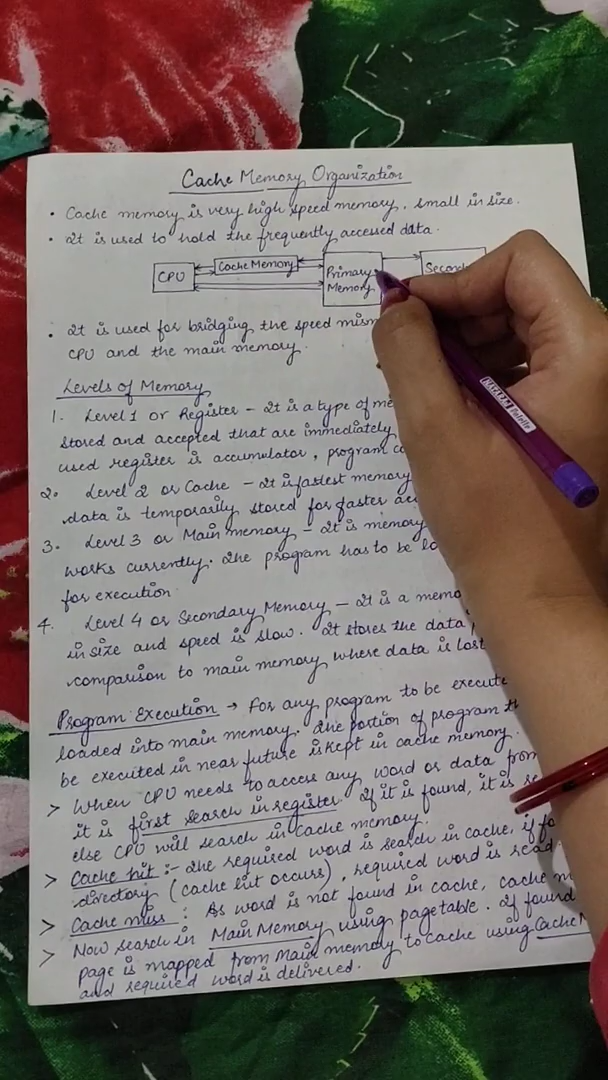 Cache Memory Organization
• Cache memory is very high speed memory, small in size.
• It is used to hold the frequently accessed data.
CPU
Cache Memory
Primary Memory
Second
• It is used for bridging the speed mism
CPU and the main memory.
Levels of Memory
1. Level 1 or Register - It is a type of me
stored and accepted that are immediately
used register is accumulator, program co
2. Level 2 or Cache - It is fastest memory
data is temporarily stored for faster acc
3. Level 3 or Main memory - It is memory
works currently. The program has to be lo
for execution
4. Level 4 or Secondary Memory - It is a memo
in size and speed is slow. It stores the data
comparison to main memory where data is lost
Program Execution → For any program to be execute
loaded into main memory. The portion of program th
be executed in near future is kept in cache memory.
> When CPU needs to access any word or data from
it is first search in register. If it is found, it is
else CPU will search in cache memory.
> Cache hit :- The required word is search in cache, if fo
directory (cache hit occurs), required word is read
> Cache miss : As word is not found in cache, cache m
> Now search in Main Memory using page table. If found
page is mapped from main memory to cache using Cache M
and required word is delivered.